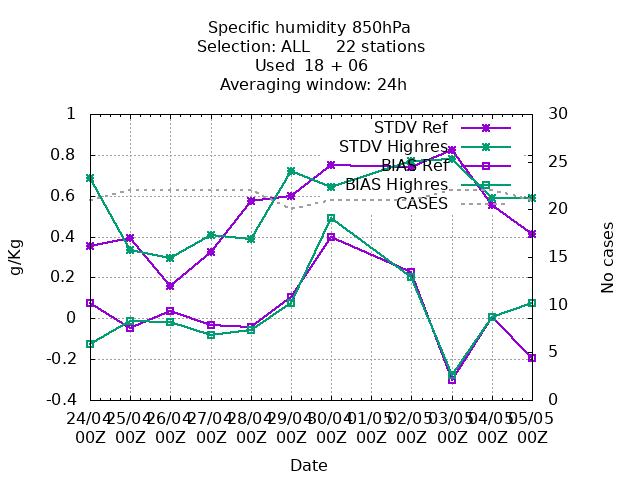 Specific humidity 850hPa
Selection: ALL 22 stations
Used 18 + 06
Averaging window: 24h
1
0.8
0.6
0.4
0.2
0
-0.2
-0.4
g/Kg
30
25
20
15
10
5
0
No cases
STDV Ref
STDV Highres
BIAS Ref
BIAS Highres
CASES
24/04 25/04 26/04 27/04 28/04 29/04 30/04 01/05 02/05 03/05 04/05 05/05
00Z 00Z 00Z 00Z 00Z 00Z 00Z 00Z 00Z 00Z 00Z 00Z
Date